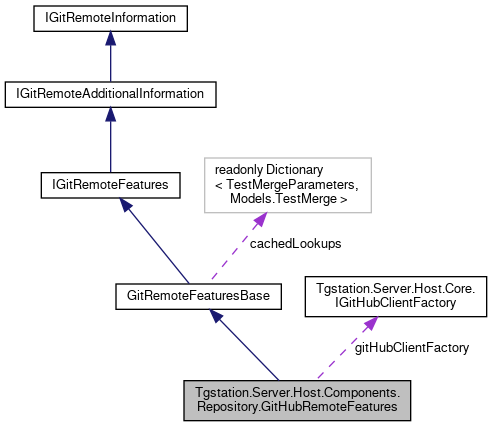 IGitRemoteInformation
IGitRemoteAdditionalInformation
IGitRemoteFeatures
readonly Dictionary
< TestMergeParameters,
Models.TestMerge >
cachedLookups
GitRemoteFeaturesBase
Tgstation.Server.Host.Core.
IGitHubClientFactory
gitHubClientFactory
Tgstation.Server.Host.Components.
Repository.GitHubRemoteFeatures